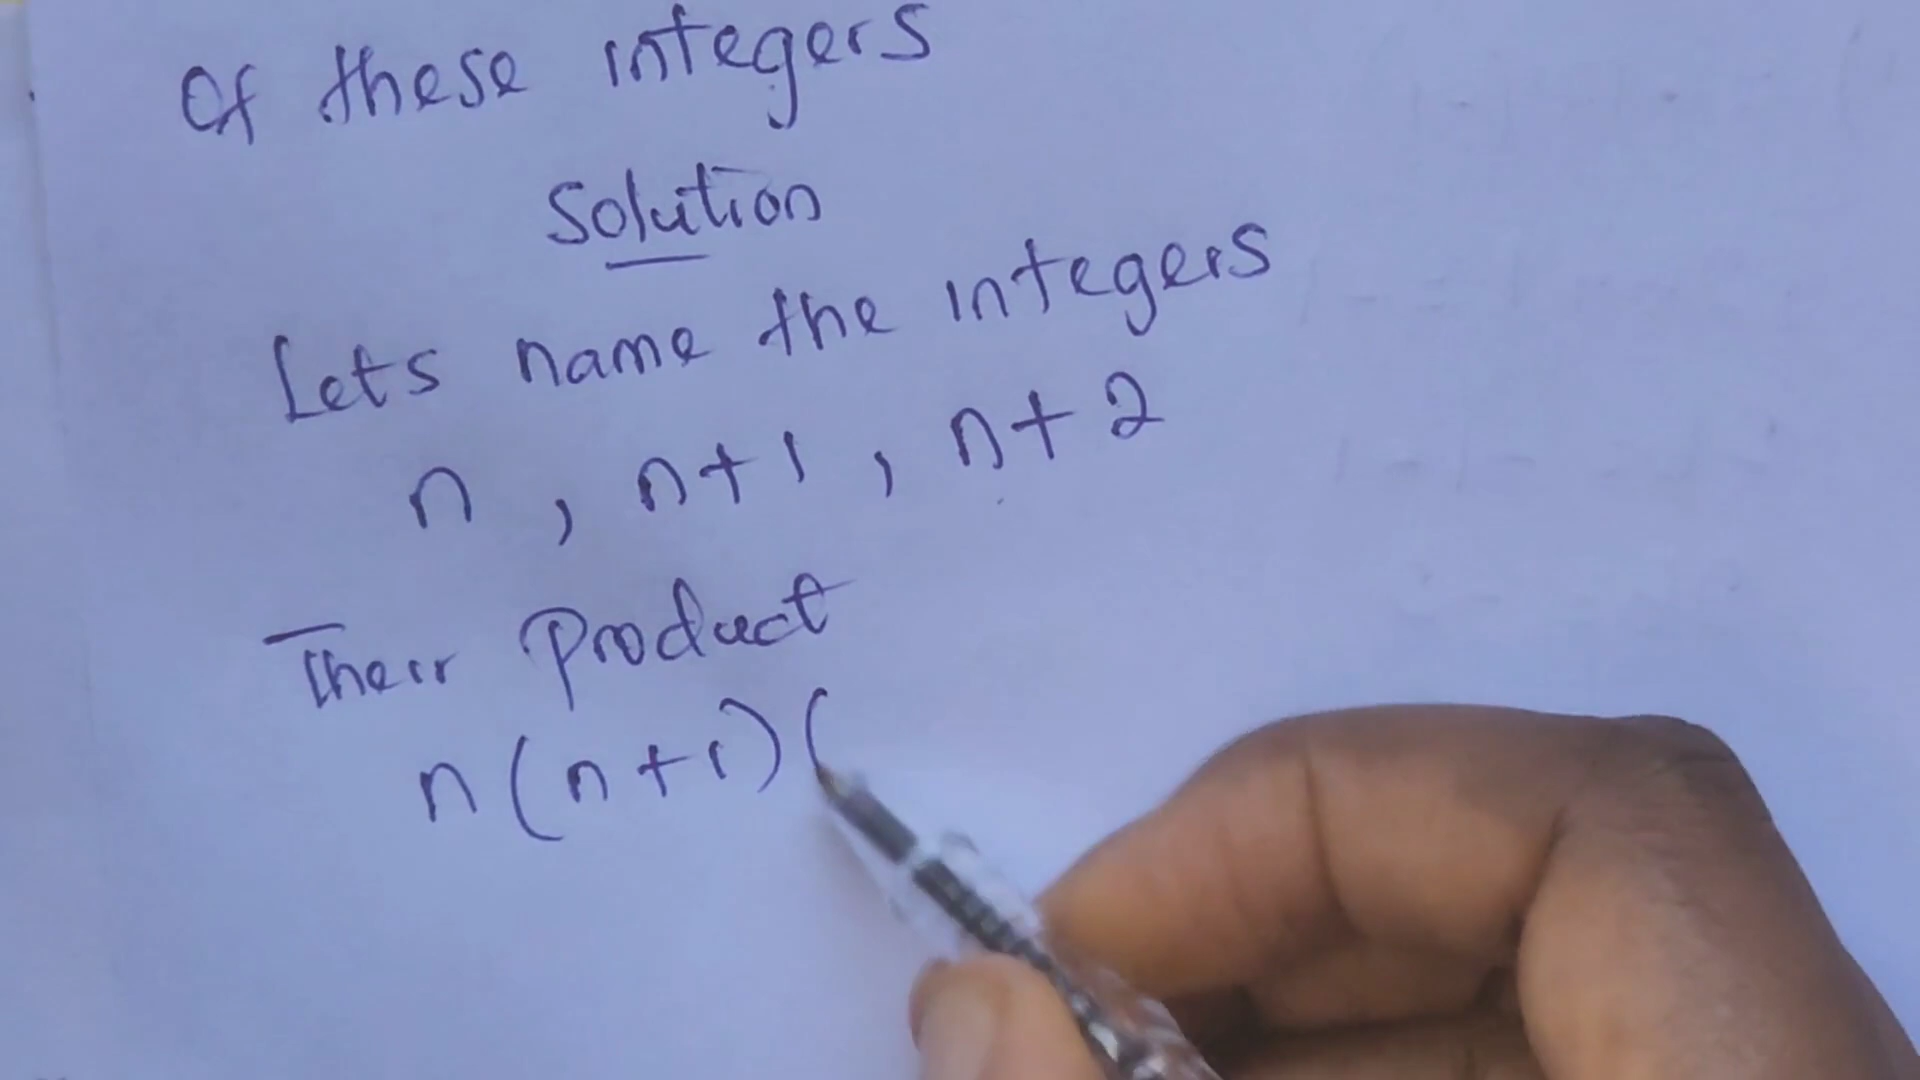 Of these integers
Solution
Lets name the integers
n , n+1 , n+2
Their Product
n(n+1)(